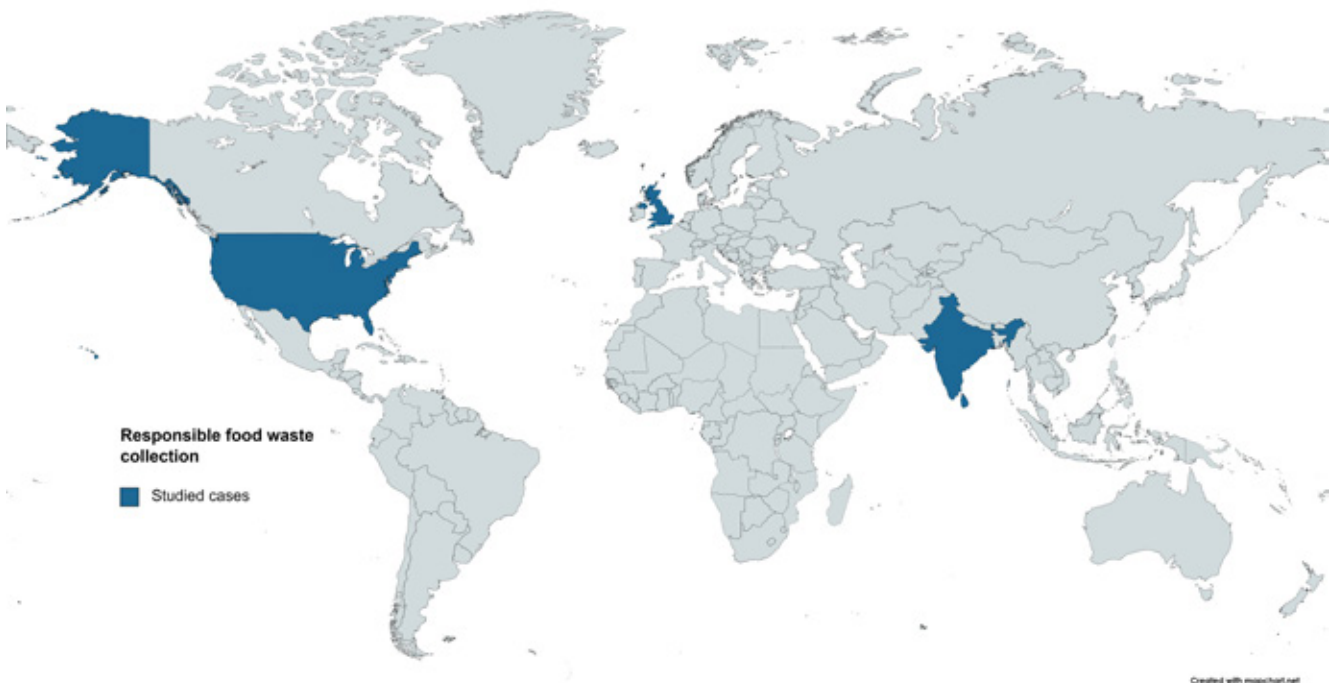 Responsible food waste
collection
Studied cases
Created with mapchart.net